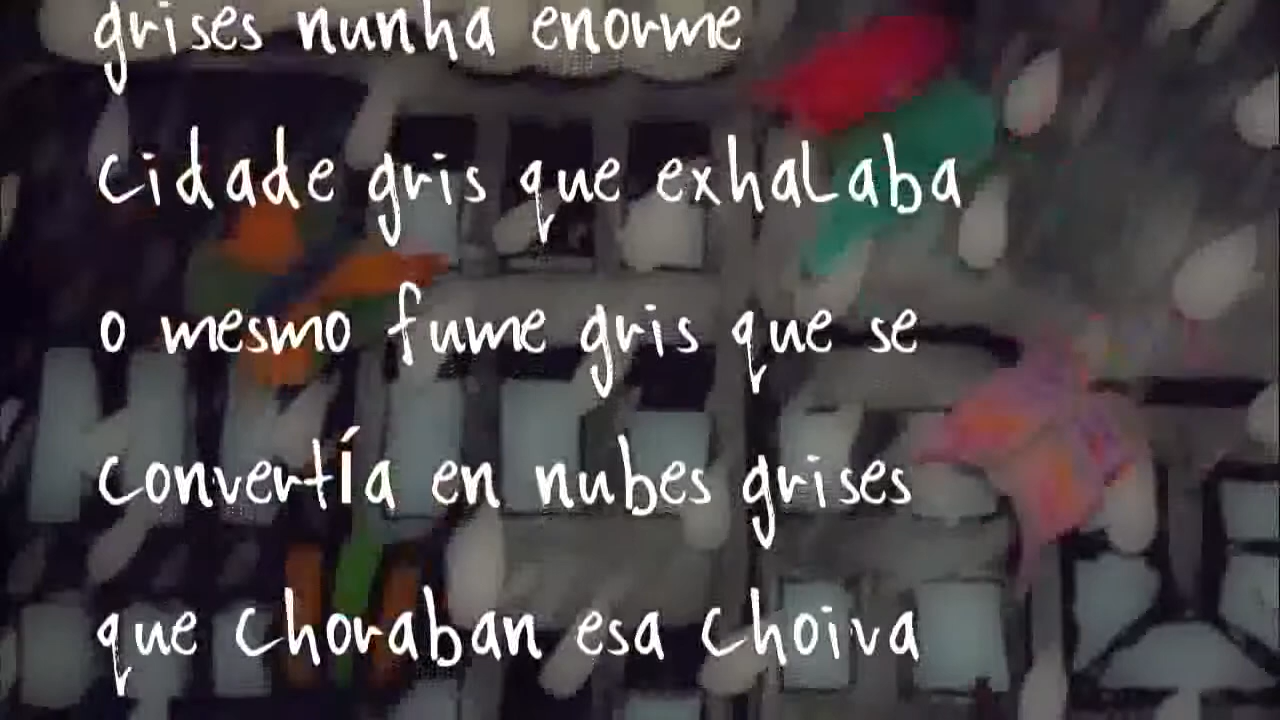 grises nunha enorme
cidade gris que exhalaba
o mesmo fume gris que se
convertía en nubes grises
que choraban esa choiva